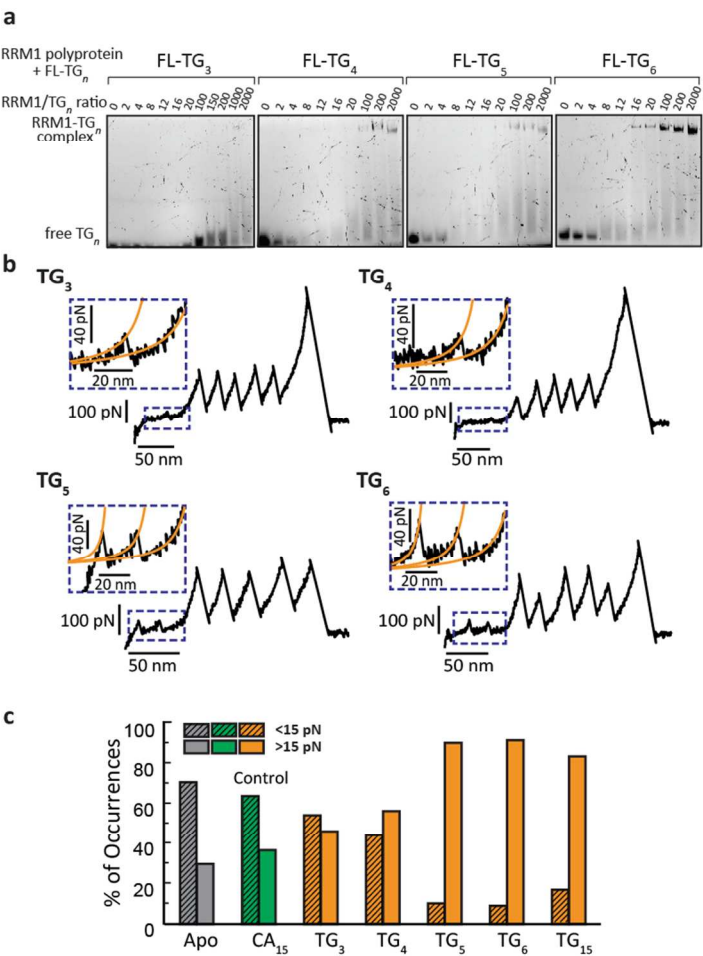 a
RRM1 polyprotein
+ FL-TGn
FL-TG3 FL-TG4 FL-TG5 FL-TG6
RRM1/TGn ratio
0 2 4 8 12 16 20 100 150 200 1000 2000
0 2 4 8 12 16 20 100 200 2000
0 2 4 8 12 16 20 100 200 2000
0 2 4 8 12 16 20 100 200 2000
RRM1-TGn
complex
free TGn
b
TG3
40 pN
20 nm
100 pN
50 nm
TG4
40 pN
20 nm
100 pN
50 nm
TG5
40 pN
20 nm
100 pN
50 nm
TG6
40 pN
20 nm
100 pN
50 nm
c
% of Occurrences
100
80
60
40
20
0
<15 pN
>15 pN
Control
Apo CA15 TG3 TG4 TG5 TG6 TG15